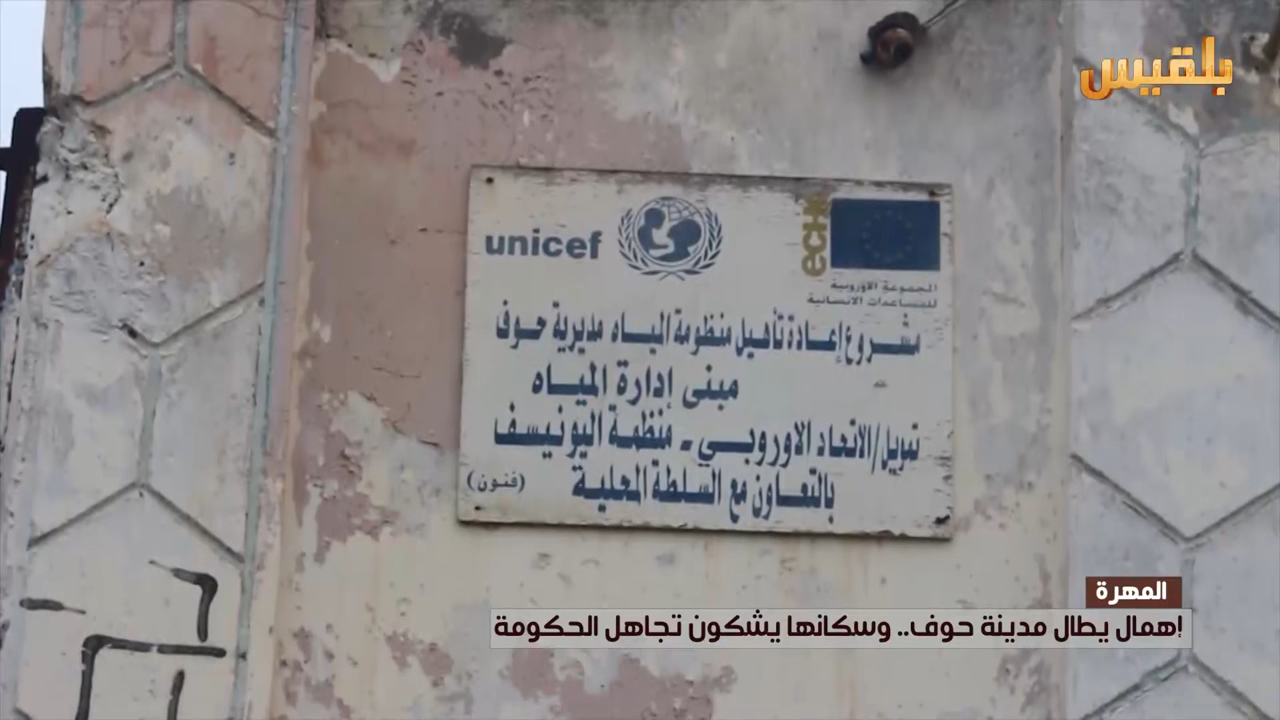 بلقيس
unicef
echo
المجموعة الاوروبية
للمساعدات الانسانية
مشروع إعادة تأهيل منظومة المياه مديرية حوف
مبنى إدارة المياه
تمويل/الاتحاد الاوروبي - منظمة اليونيسف
بالتعاون مع السلطة المحلية (فنون)
المهرة
إهمال يطال مدينة حوف.. وسكانها يشكون تجاهل الحكومة